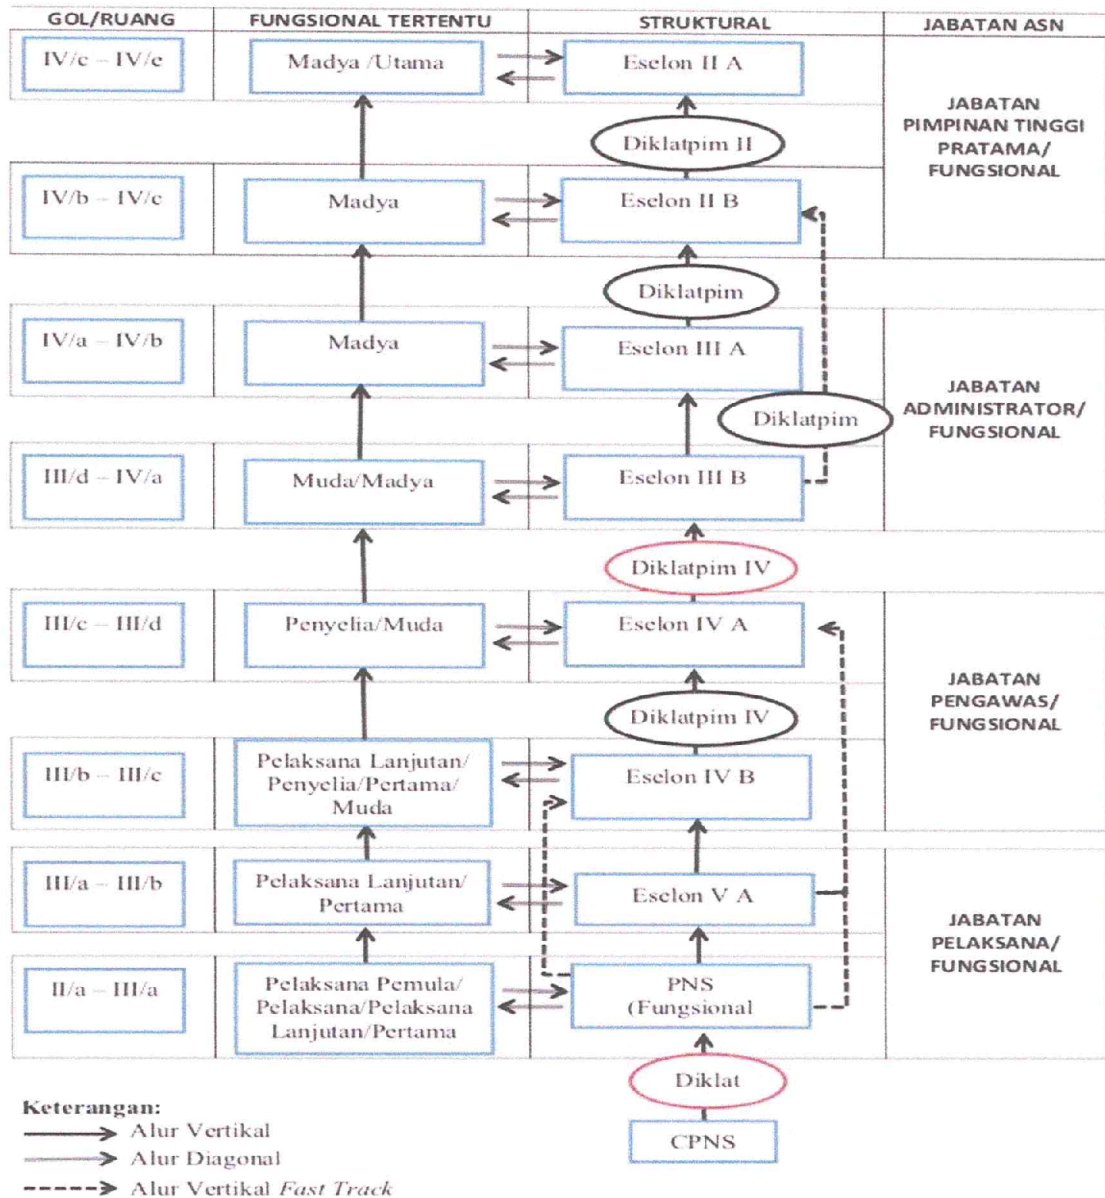 GOL/RUANG
FUNGSIONAL TERTENTU
STRUKTURAL
JABATAN ASN
IV/c – IV/e
Madya /Utama
Eselon II A
JABATAN
PIMPINAN TINGGI
PRATAMA/
FUNGSIONAL
Diklatpim II
IV/b – IV/c
Madya
Eselon II B
Diklatpim
IV/a – IV/b
Madya
Eselon III A
JABATAN
ADMINISTRATOR/
FUNGSIONAL
Diklatpim
III/d – IV/a
Muda/Madya
Eselon III B
Diklatpim IV
III/c – III/d
Penyelia/Muda
Eselon IV A
JABATAN
PENGAWAS/
FUNGSIONAL
Diklatpim IV
III/b – III/c
Pelaksana Lanjutan/
Penyelia/Pertama/
Muda
Eselon IV B
III/a – III/b
Pelaksana Lanjutan/
Pertama
Eselon V A
JABATAN
PELAKSANA/
FUNGSIONAL
II/a – III/a
Pelaksana Pemula/
Pelaksana/Pelaksana
Lanjutan/Pertama
PNS
(Fungsional
Diklat
CPNS
Keterangan:
Alur Vertikal
Alur Diagonal
Alur Vertikal Fast Track